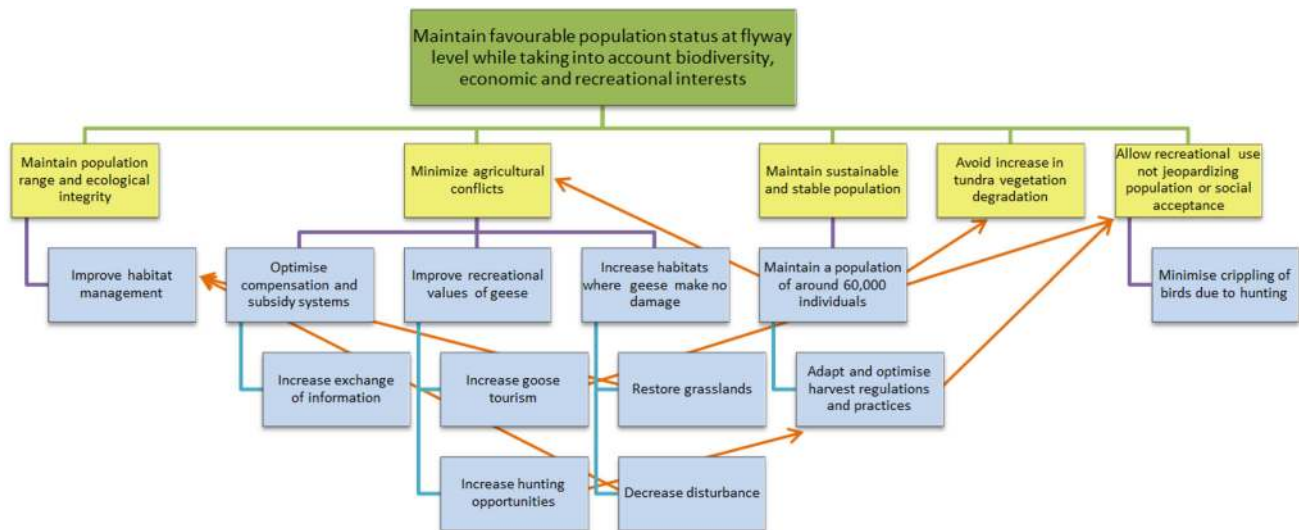 Maintain favourable population status at flyway
level while taking into account biodiversity,
economic and recreational interests
Maintain population
range and ecological
integrity
Minimize agricultural
conflicts
Maintain sustainable
and stable population
Avoid increase in
tundra vegetation
degradation
Allow recreational use
not jeopardizing
population or social
acceptance
Improve habitat
management
Optimise
compensation and
subsidy systems
Improve recreational
values of geese
Increase habitats
where geese make no
damage
Maintain a population
of around 60,000
individuals
Minimise crippling of
birds due to hunting
Increase exchange
of information
Increase goose
tourism
Restore grasslands
Adapt and optimise
harvest regulations
and practices
Increase hunting
opportunities
Decrease disturbance